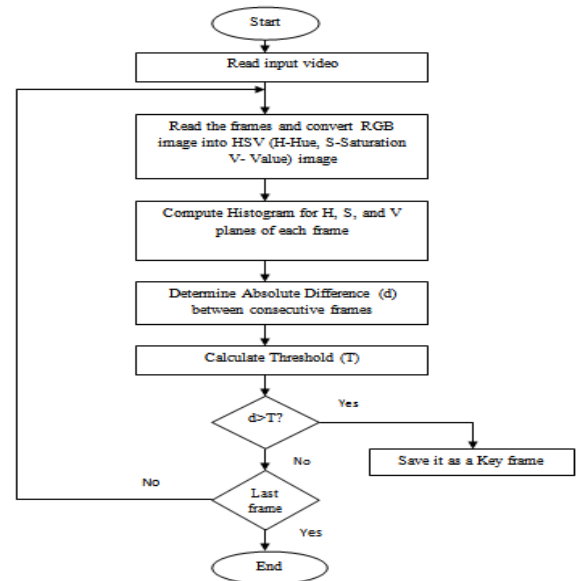 Start
Read input video
Read the frames and convert RGB
image into HSV (H-Hue, S-Saturation
V- Value) image
Compute Histogram for H, S, and V
planes of each frame
Determine Absolute Difference (d)
between consecutive frames
Calculate Threshold (T)
d>T?
Yes
Save it as a Key frame
No
Last
frame
No
Yes
End